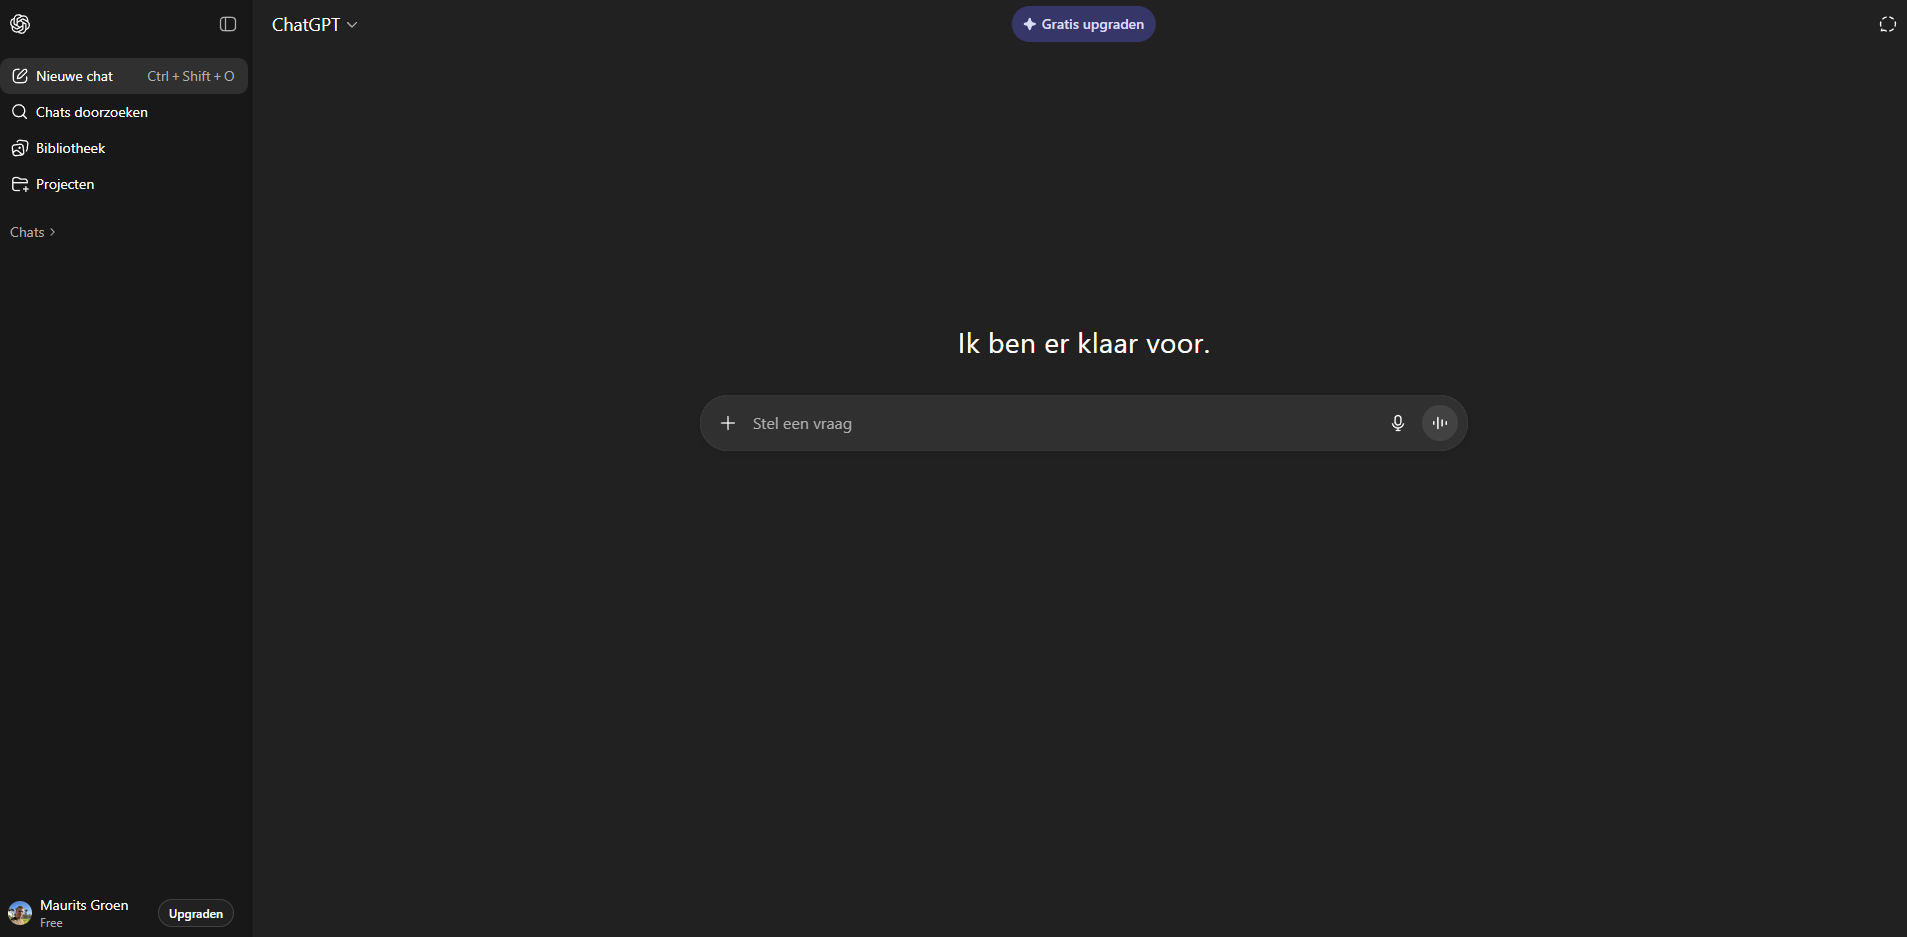 ChatGPT
Gratis upgraden
Nieuwe chat Ctrl + Shift + O
Chats doorzoeken
Bibliotheek
Projecten
Chats
Ik ben er klaar voor.
Stel een vraag
Maurits Groen
Free
Upgraden